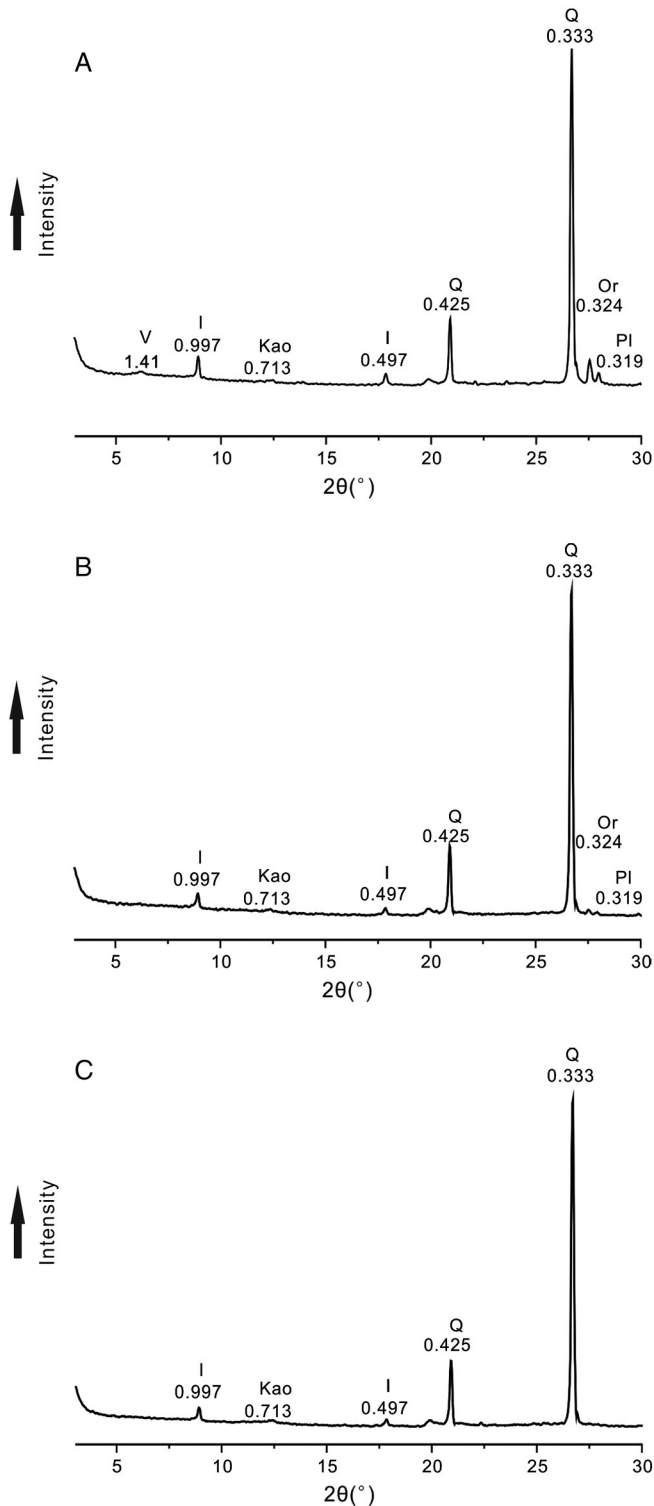 A
Intensity
V
1.41
I
0.997
Kao
0.713
I
0.497
Q
0.425
Q
0.333
Or
0.324
Pl
0.319
5 10 15 20 25 30
2θ(°)
B
Intensity
I
0.997
Kao
0.713
I
0.497
Q
0.425
Q
0.333
Or
0.324
Pl
0.319
5 10 15 20 25 30
2θ(°)
C
Intensity
I
0.997
Kao
0.713
I
0.497
Q
0.425
Q
0.333
5 10 15 20 25 30
2θ(°)